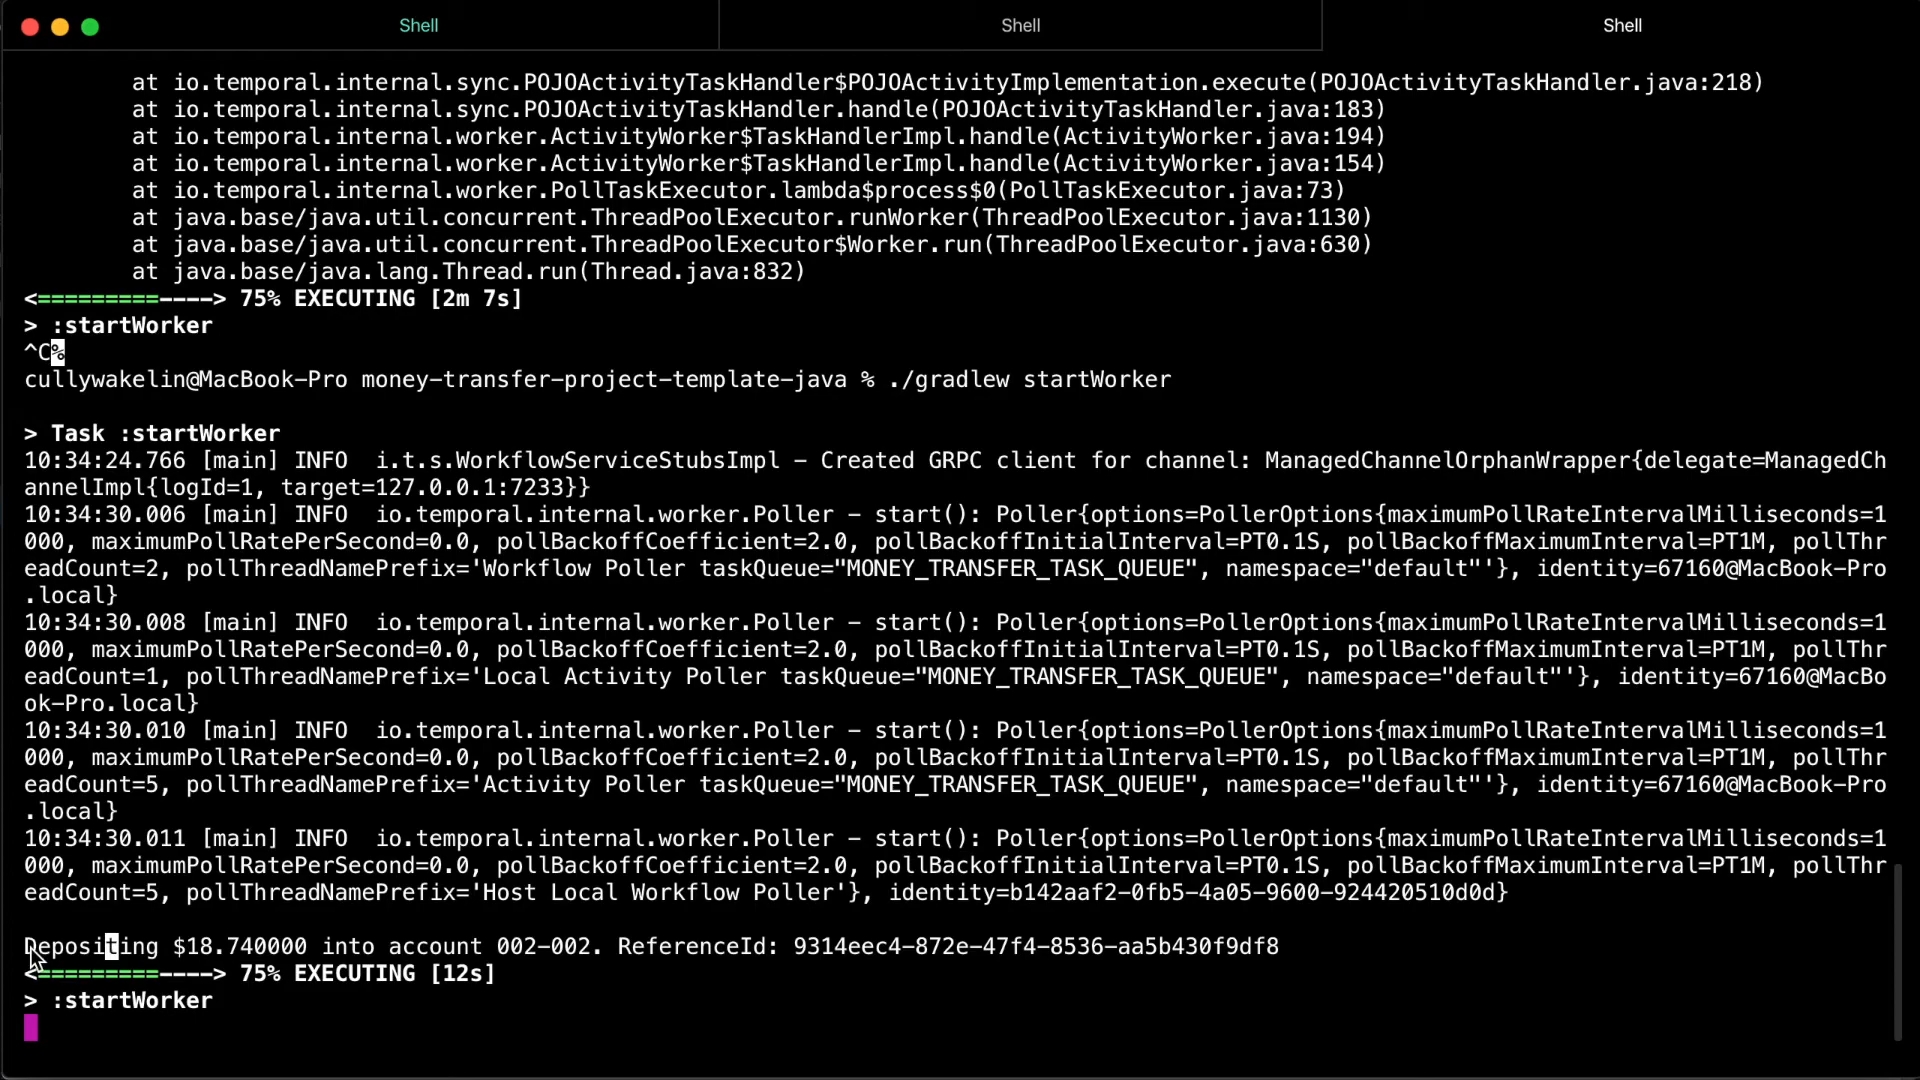 Shell
Shell
Shell
at io.temporal.internal.sync.POJOActivityTaskHandler$POJOActivityImplementation.execute(POJOActivityTaskHandler.java:218)
at io.temporal.internal.sync.POJOActivityTaskHandler.handle(POJOActivityTaskHandler.java:183)
at io.temporal.internal.worker.ActivityWorker$TaskHandlerImpl.handle(ActivityWorker.java:194)
at io.temporal.internal.worker.ActivityWorker$TaskHandlerImpl.handle(ActivityWorker.java:154)
at io.temporal.internal.worker.PollTaskExecutor.lambda$process$0(PollTaskExecutor.java:73)
at java.base/java.util.concurrent.ThreadPoolExecutor.runWorker(ThreadPoolExecutor.java:1130)
at java.base/java.util.concurrent.ThreadPoolExecutor$Worker.run(ThreadPoolExecutor.java:630)
at java.base/java.lang.Thread.run(Thread.java:832)
<=========----> 75% EXECUTING [2m 7s]
> :startWorker
^C%
cullywakelin@MacBook-Pro money-transfer-project-template-java % ./gradlew startWorker
> Task :startWorker
10:34:24.766 [main] INFO  i.t.s.WorkflowServiceStubsImpl – Created GRPC client for channel: ManagedChannelOrphanWrapper{delegate=ManagedCh
annelImpl{logId=1, target=127.0.0.1:7233}}
10:34:30.006 [main] INFO  io.temporal.internal.worker.Poller – start(): Poller{options=PollerOptions{maximumPollRateIntervalMilliseconds=1
000, maximumPollRatePerSecond=0.0, pollBackoffCoefficient=2.0, pollBackoffInitialInterval=PT0.1S, pollBackoffMaximumInterval=PT1M, pollThr
eadCount=2, pollThreadNamePrefix='Workflow Poller taskQueue="MONEY_TRANSFER_TASK_QUEUE", namespace="default"'}, identity=67160@MacBook-Pro
.local}
10:34:30.008 [main] INFO  io.temporal.internal.worker.Poller – start(): Poller{options=PollerOptions{maximumPollRateIntervalMilliseconds=1
000, maximumPollRatePerSecond=0.0, pollBackoffCoefficient=2.0, pollBackoffInitialInterval=PT0.1S, pollBackoffMaximumInterval=PT1M, pollThr
eadCount=1, pollThreadNamePrefix='Local Activity Poller taskQueue="MONEY_TRANSFER_TASK_QUEUE", namespace="default"'}, identity=67160@MacBo
ok-Pro.local}
10:34:30.010 [main] INFO  io.temporal.internal.worker.Poller – start(): Poller{options=PollerOptions{maximumPollRateIntervalMilliseconds=1
000, maximumPollRatePerSecond=0.0, pollBackoffCoefficient=2.0, pollBackoffInitialInterval=PT0.1S, pollBackoffMaximumInterval=PT1M, pollThr
eadCount=5, pollThreadNamePrefix='Activity Poller taskQueue="MONEY_TRANSFER_TASK_QUEUE", namespace="default"'}, identity=67160@MacBook-Pro
.local}
10:34:30.011 [main] INFO  io.temporal.internal.worker.Poller – start(): Poller{options=PollerOptions{maximumPollRateIntervalMilliseconds=1
000, maximumPollRatePerSecond=0.0, pollBackoffCoefficient=2.0, pollBackoffInitialInterval=PT0.1S, pollBackoffMaximumInterval=PT1M, pollThr
eadCount=5, pollThreadNamePrefix='Host Local Workflow Poller'}, identity=b142aaf2-0fb5-4a05-9600-924420510d0d}
Depositing $18.740000 into account 002-002. ReferenceId: 9314eec4-872e-47f4-8536-aa5b430f9df8
<=========----> 75% EXECUTING [12s]
> :startWorker